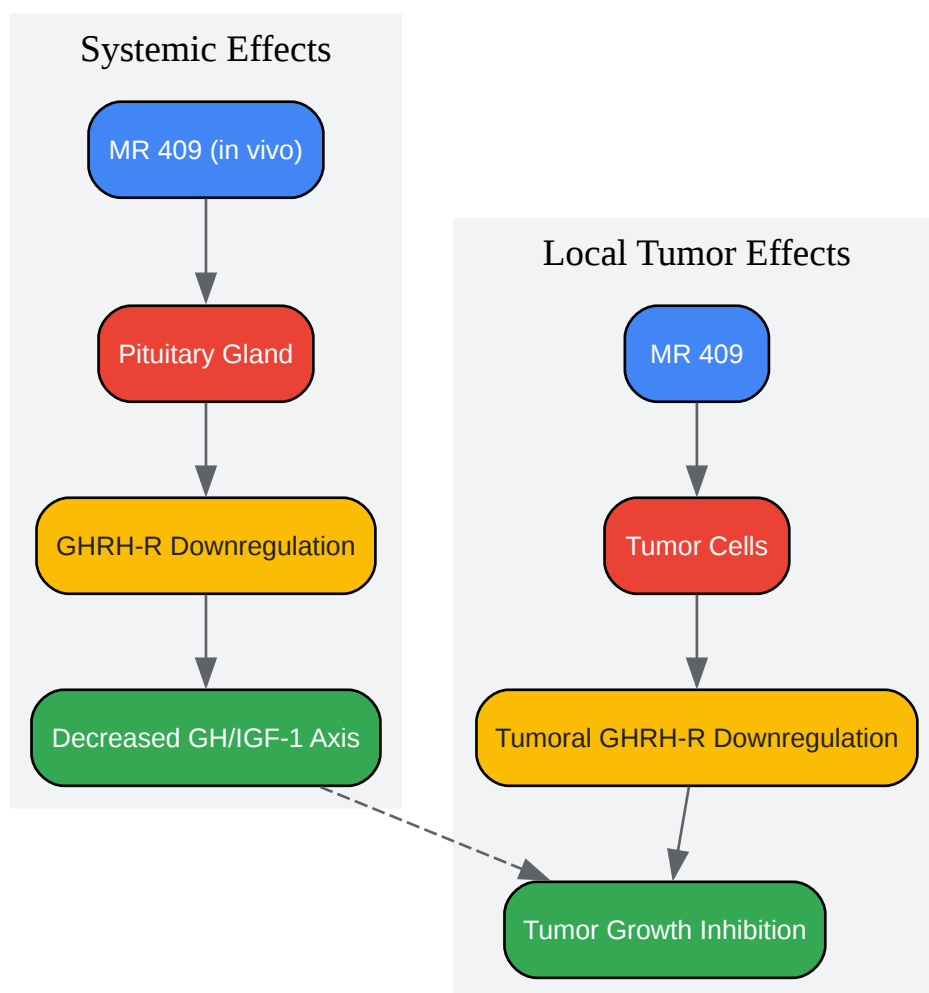 Systemic Effects
MR 409 (in vivo)
Pituitary Gland
GHRH-R Downregulation
Decreased GH/IGF-1 Axis
Local Tumor Effects
MR 409
Tumor Cells
Tumoral GHRH-R Downregulation
Tumor Growth Inhibition